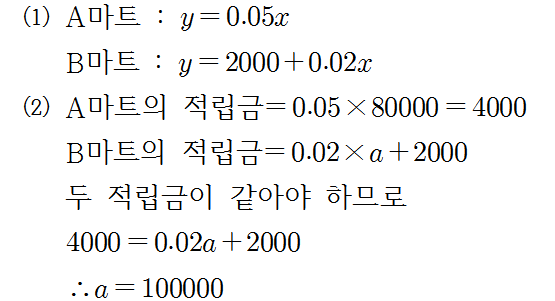 (1) A마트 : y=0.05x
B마트 : y=2000+0.02x
(2) A마트의 적립금=0.05×80000=4000
B마트의 적립금=0.02×a+2000
두 적립금이 같아야 하므로
4000=0.02a+2000
∴a=100000